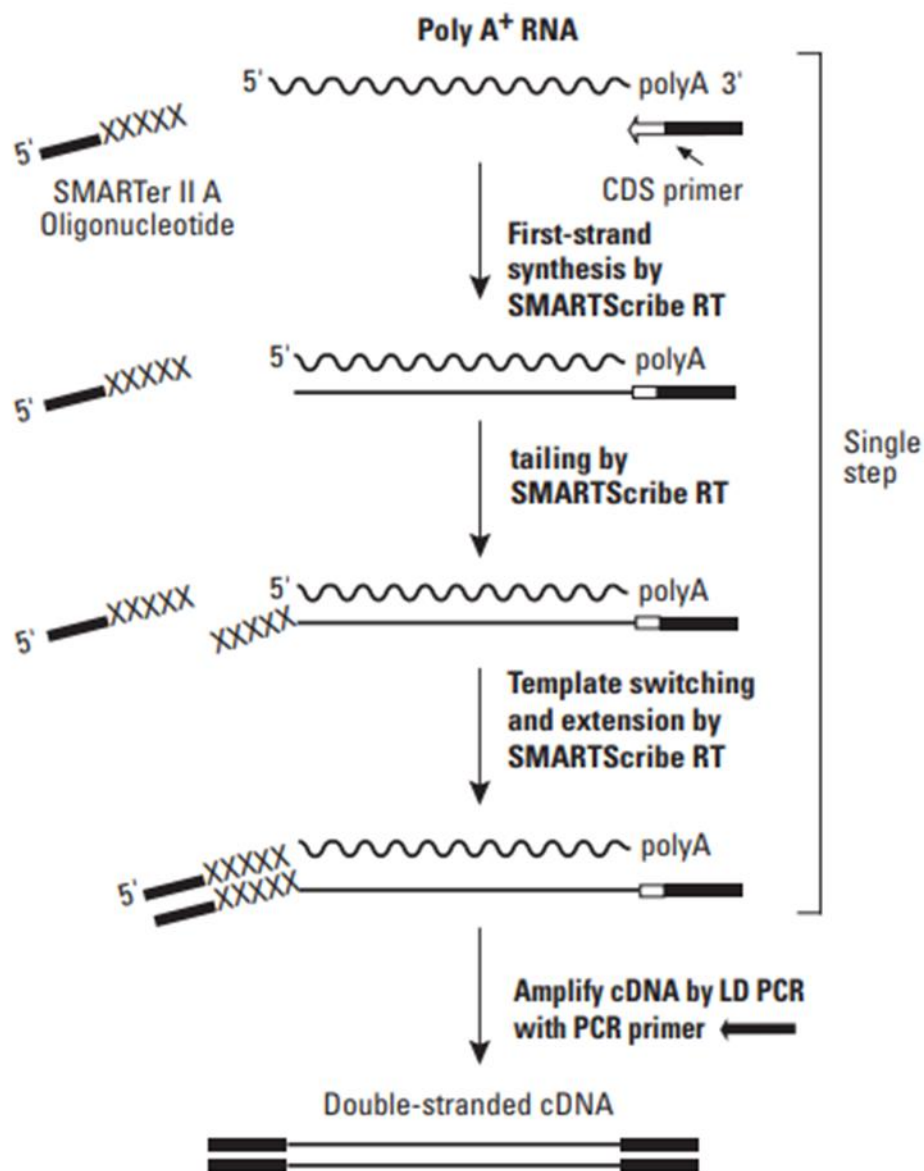 Poly A+ RNA
5' polyA 3'
5' XXXXX
SMARTer II A
Oligonucleotide
CDS primer
First-strand
synthesis by
SMARTScribe RT
5' polyA
5' XXXXX
Single
step
tailing by
SMARTScribe RT
5' polyA
5' XXXXX
XXXXX
Template switching
and extension by
SMARTScribe RT
polyA
5' XXXXX
XXXXX
Amplify cDNA by LD PCR
with PCR primer
Double-stranded cDNA